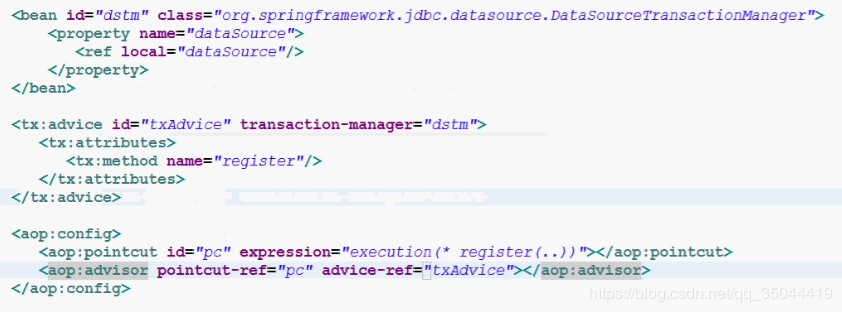 <bean id="dstm" class="org.springframework.jdbc.datasource.DataSourceTransactionManager">
    <property name="dataSource">
        <ref local="dataSource"/>
    </property>
</bean>
<tx:advice id="txAdvice" transaction-manager="dstm">
    <tx:attributes>
        <tx:method name="register"/>
    </tx:attributes>
</tx:advice>
<aop:config>
    <aop:pointcut id="pc" expression="execution(* register(..))"></aop:pointcut>
    <aop:advisor pointcut-ref="pc" advice-ref="txAdvice"></aop:advisor>
</aop:config>
https://blog.csdn.net/qq_35044419